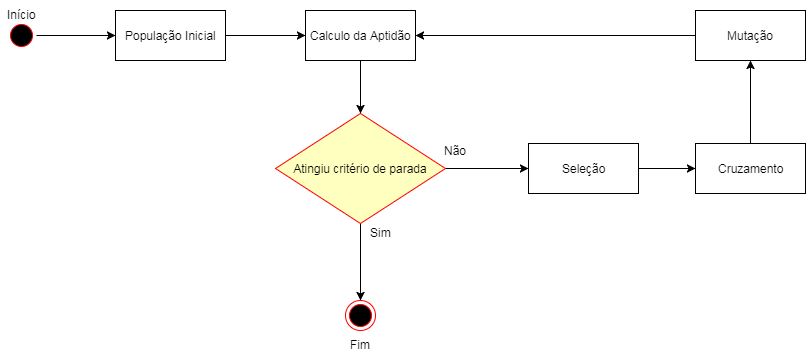 Início
População Inicial
Calculo da Aptidão
Mutação
Não
Atingiu critério de parada
Seleção
Cruzamento
Sim
Fim